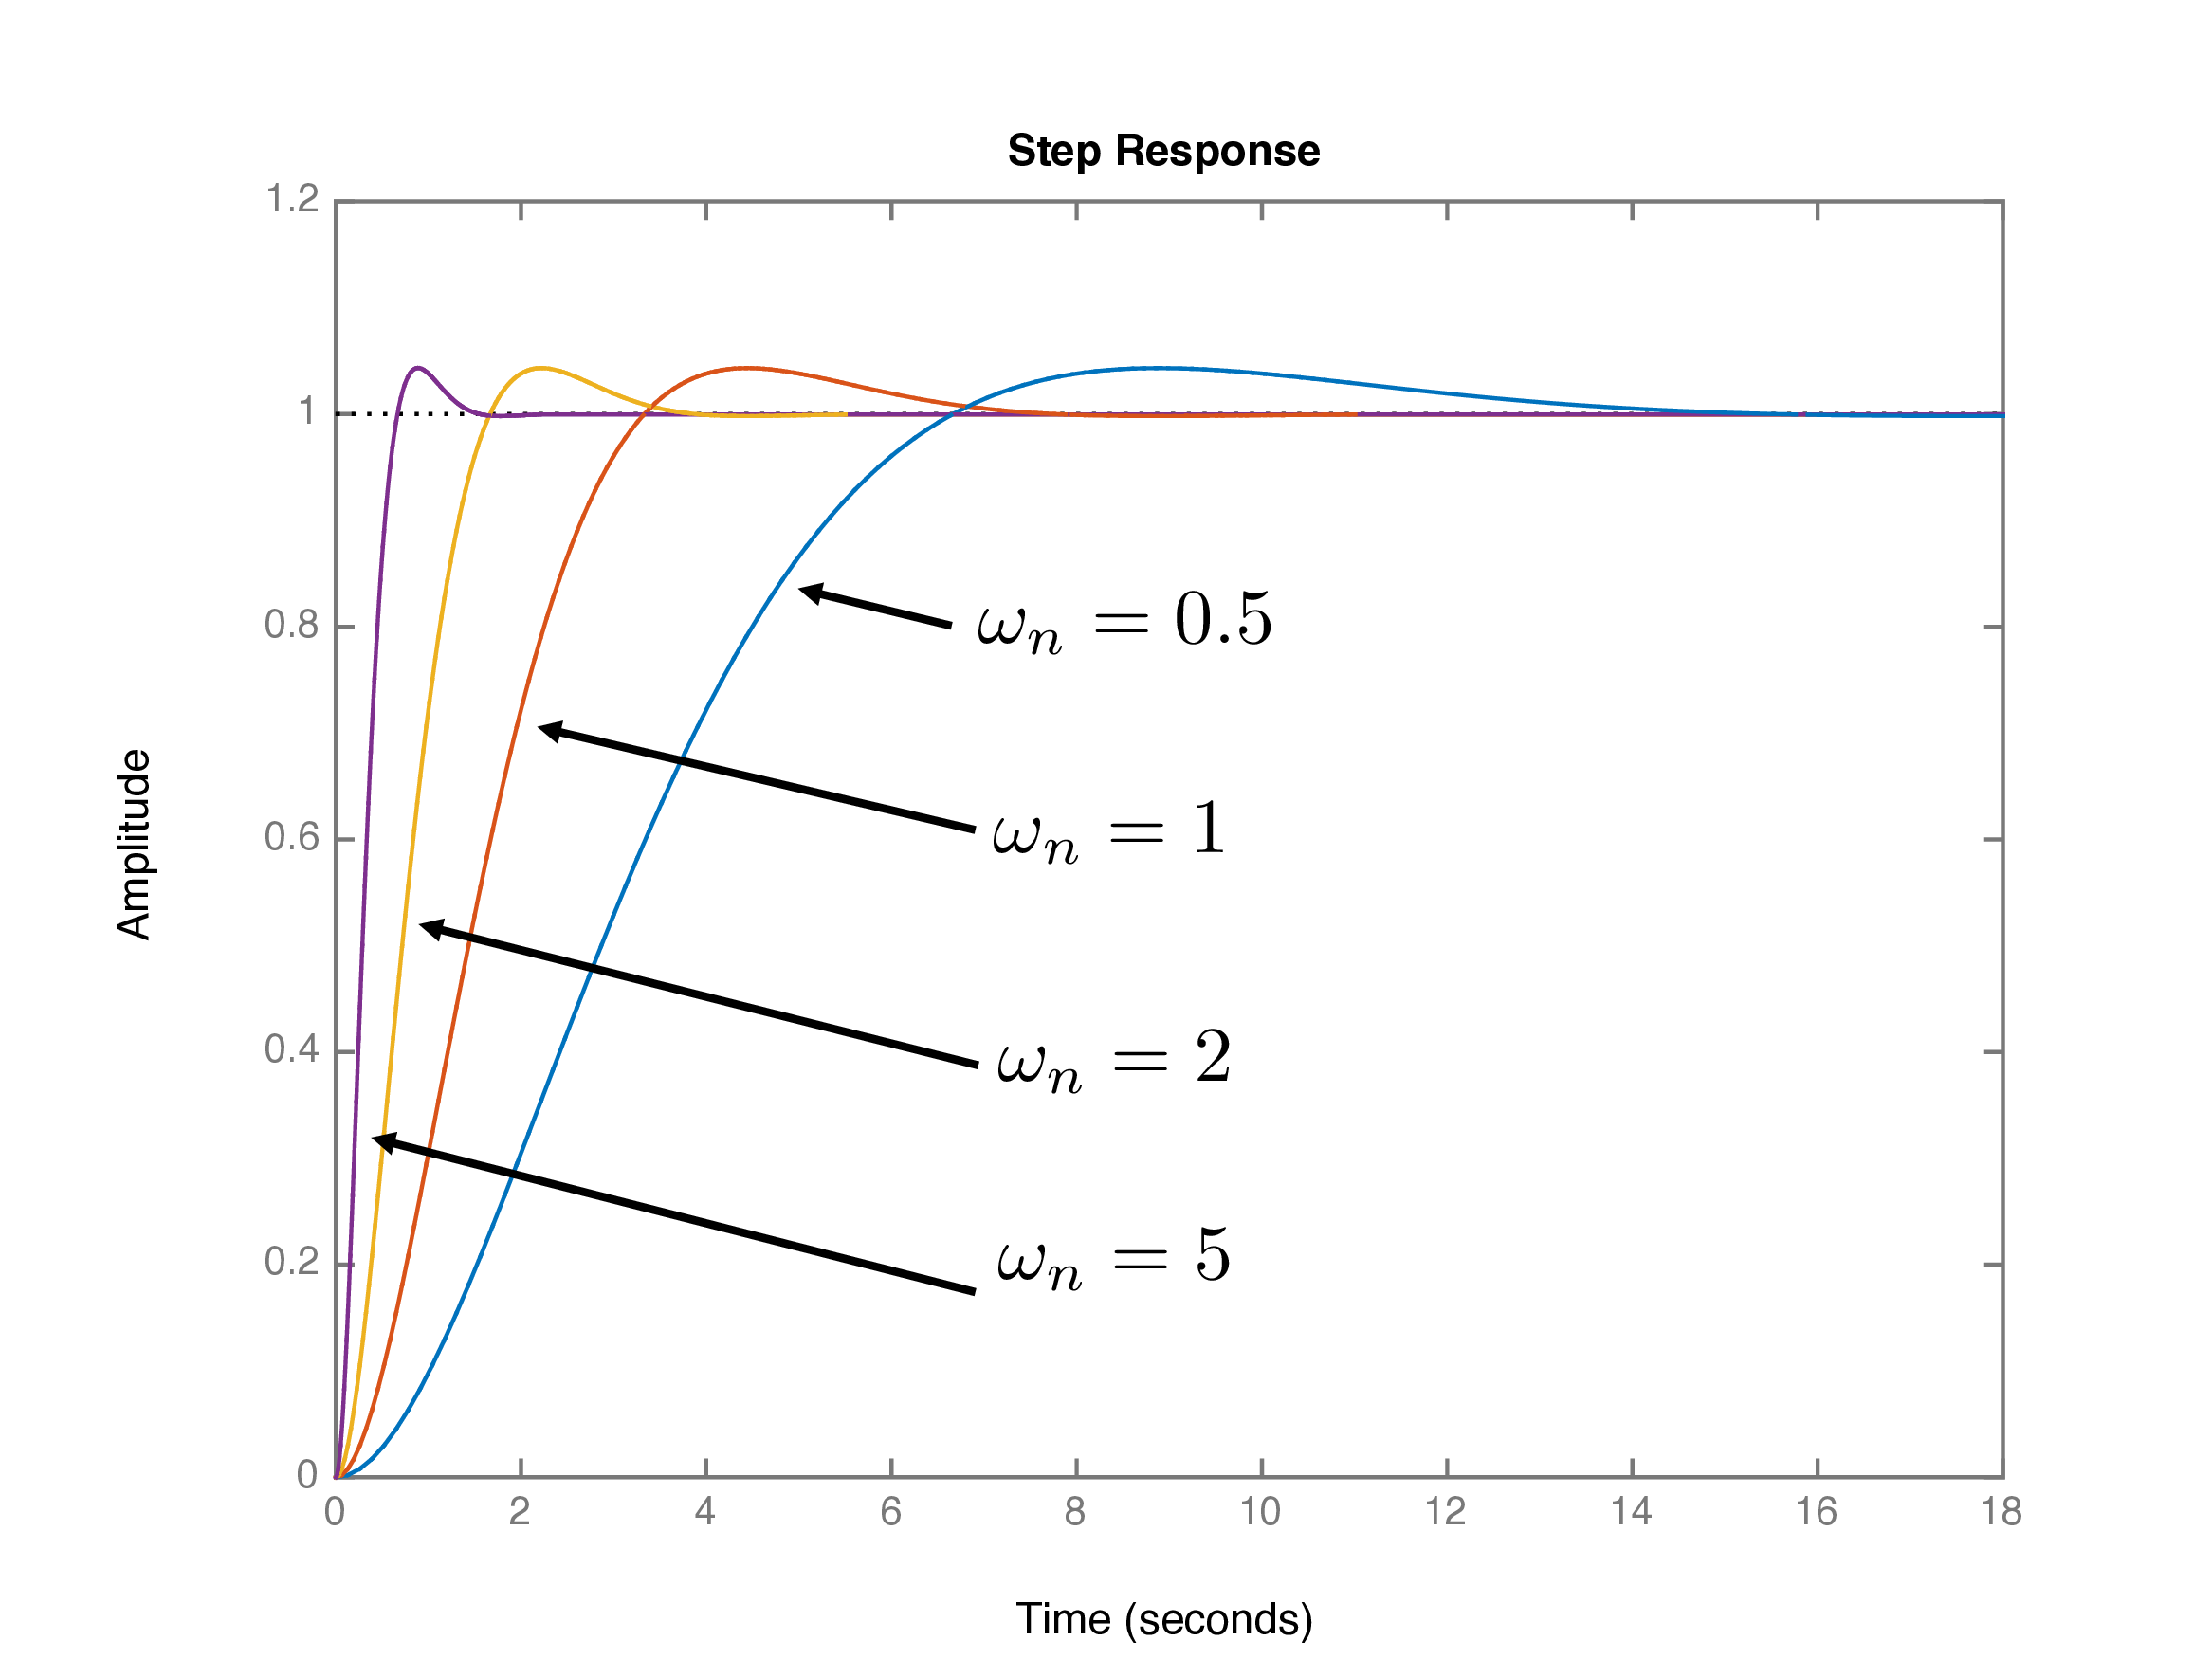 Step Response
1.2
1
0.8
0.6
0.4
0.2
0
Amplitude
ωₙ = 0.5
ωₙ = 1
ωₙ = 2
ωₙ = 5
0 2 4 6 8 10 12 14 16 18
Time (seconds)